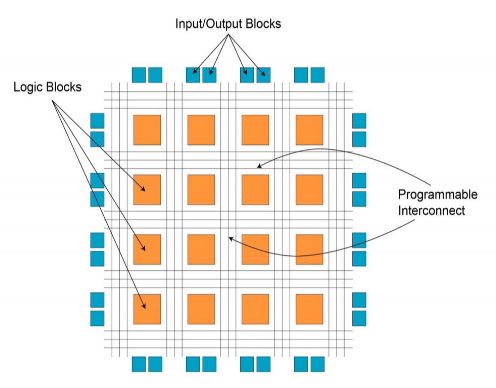 Input/Output Blocks
Logic Blocks
Programmable
Interconnect